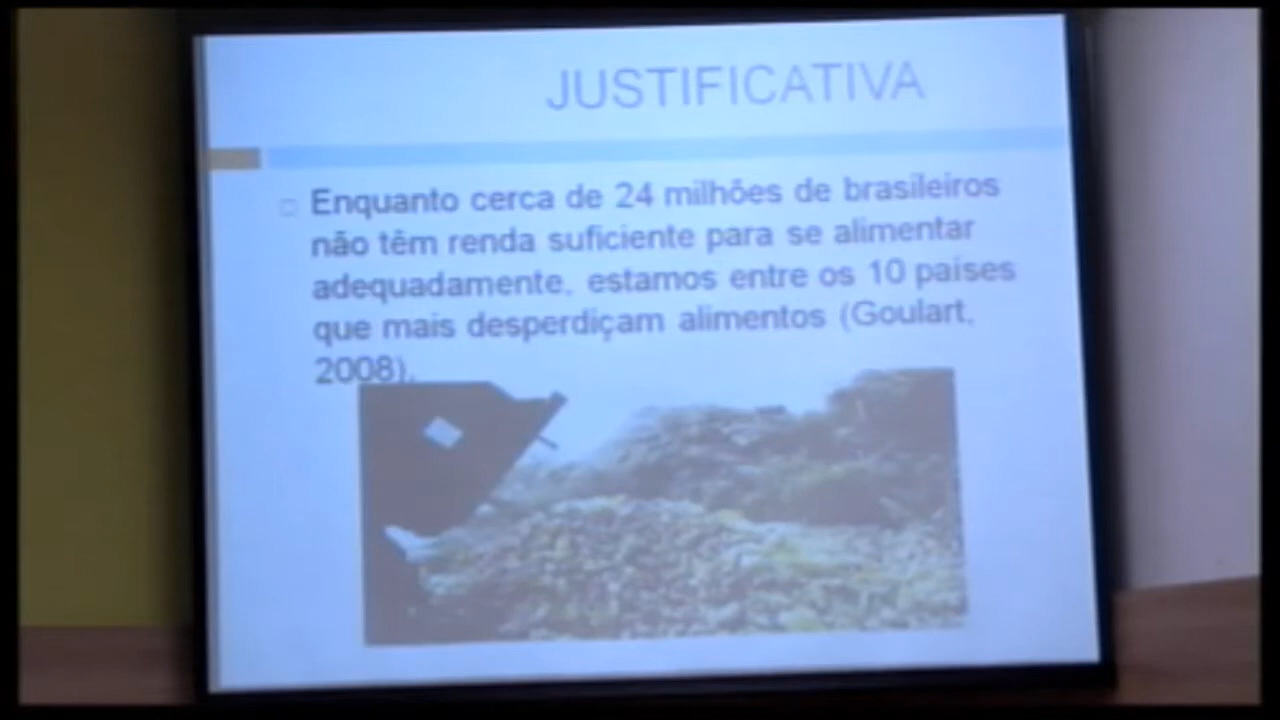 JUSTIFICATIVA
Enquanto cerca de 24 milhões de brasileiros
não têm renda suficiente para se alimentar
adequadamente, estamos entre os 10 países
que mais desperdiçam alimentos (Goulart,
2008).